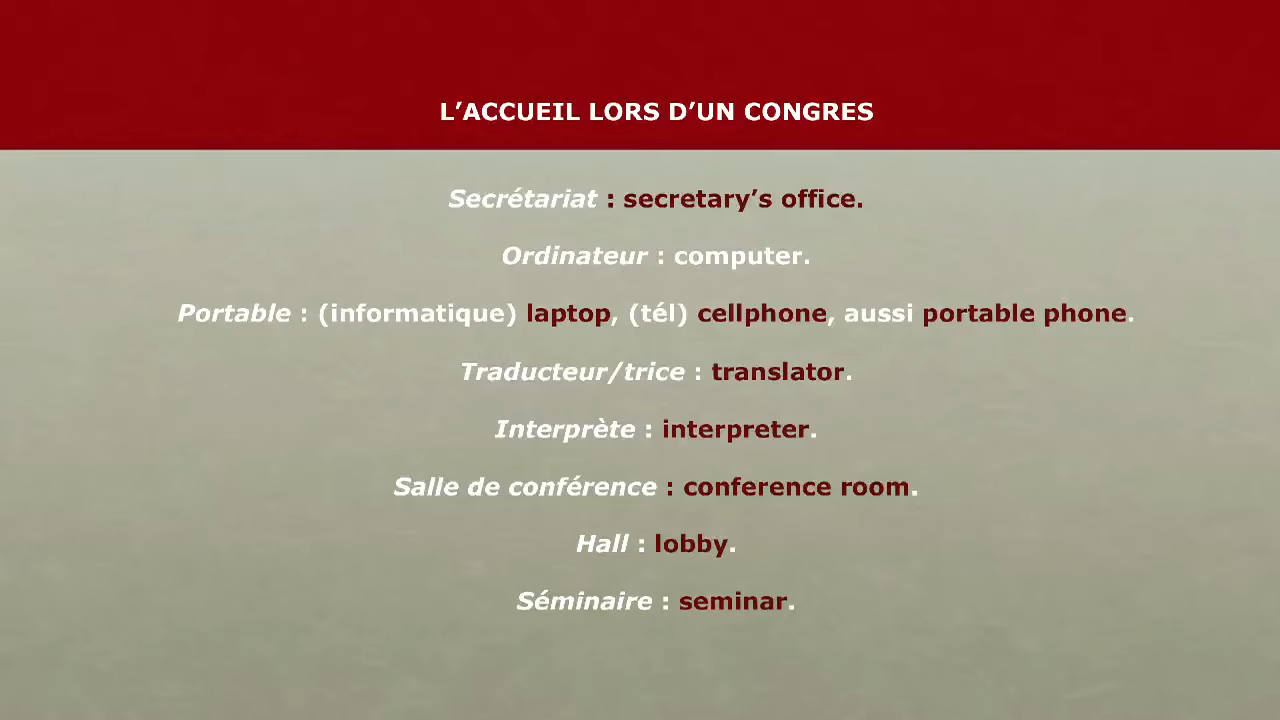 L’ACCUEIL LORS D’UN CONGRES
Secrétariat : secretary’s office.
Ordinateur : computer.
Portable : (informatique) laptop, (tél) cellphone, aussi portable phone.
Traducteur/trice : translator.
Interprète : interpreter.
Salle de conférence : conference room.
Hall : lobby.
Séminaire : seminar.